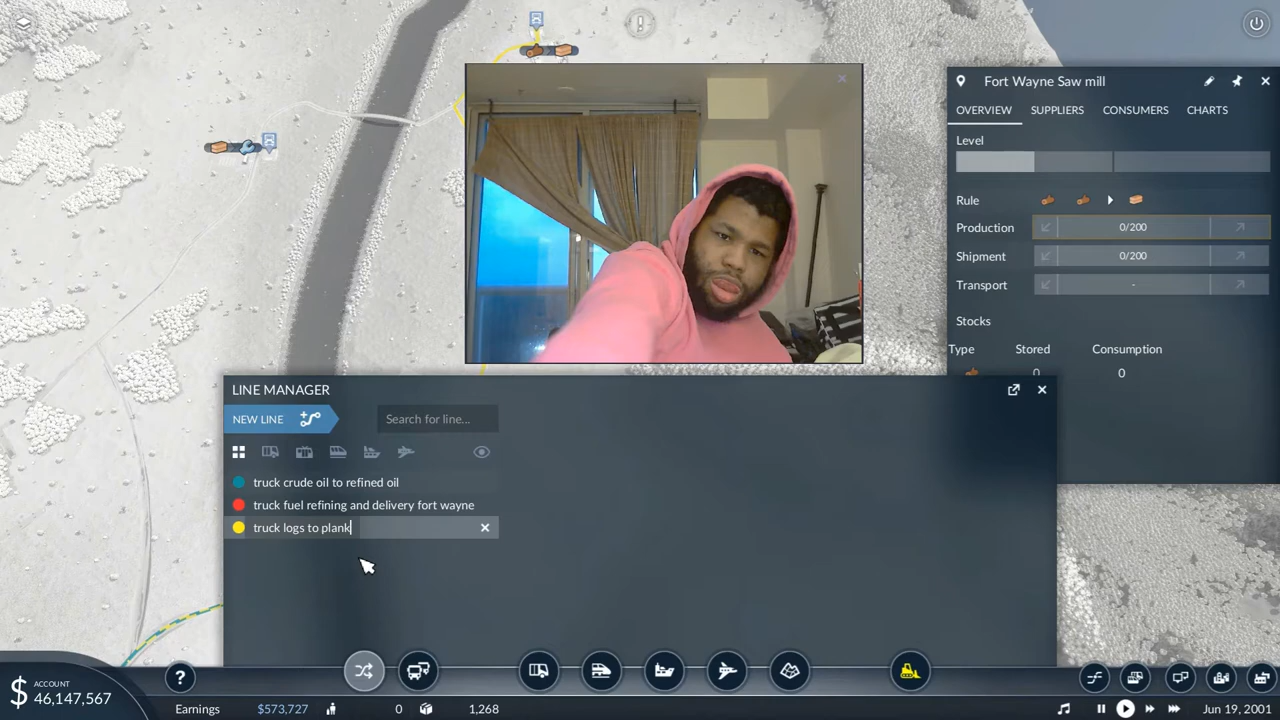 Fort Wayne Saw mill
OVERVIEW SUPPLIERS CONSUMERS CHARTS
Level
Rule
Production 0/200
Shipment 0/200
Transport -
Stocks
Type Stored Consumption
0 0
LINE MANAGER
NEW LINE Search for line...
truck crude oil to refined oil
truck fuel refining and delivery fort wayne
truck logs to plank
?
$ ACCOUNT
46,147,567
Earnings $573,727 0 1,268 Jun 19, 2001